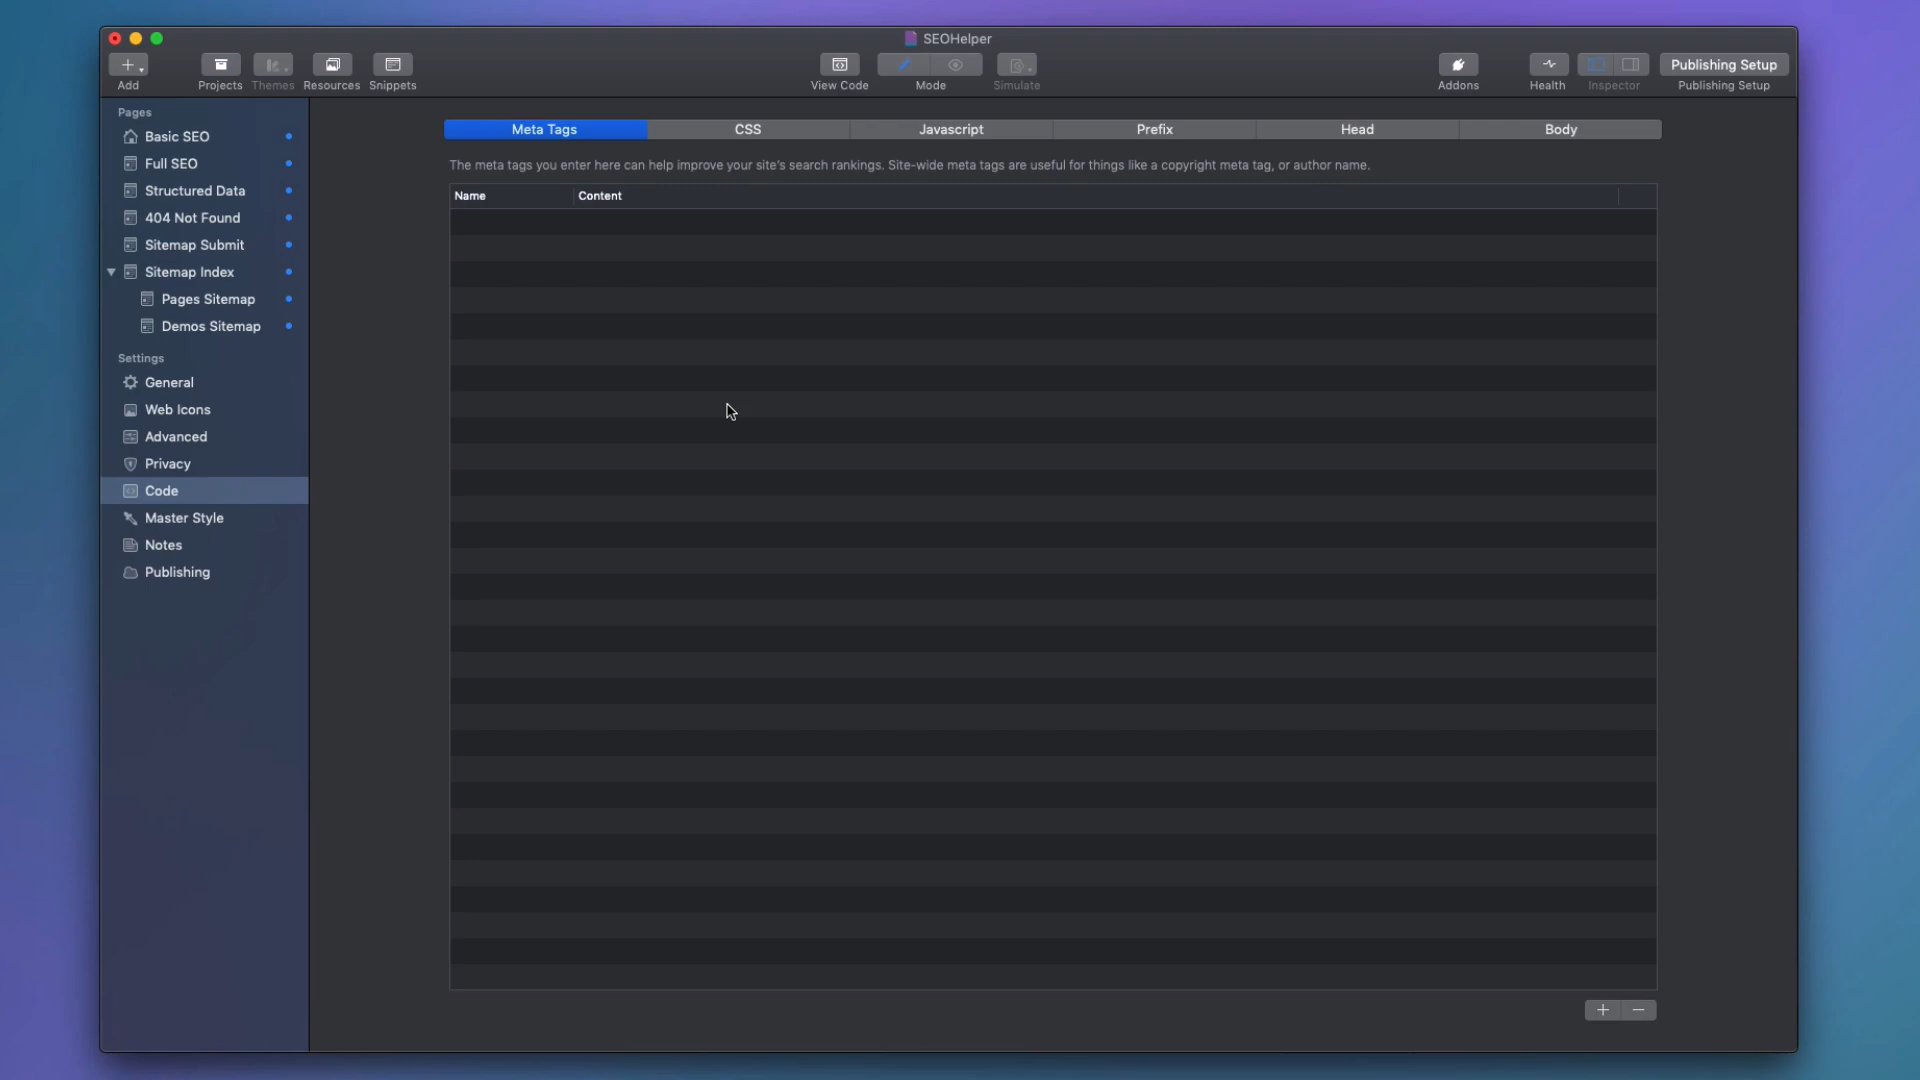 SEOHelper
Add
Projects
Themes
Resources
Snippets
View Code
Mode
Simulate
Addons
Health
Inspector
Publishing Setup
Publishing Setup
Pages
Basic SEO
Full SEO
Structured Data
404 Not Found
Sitemap Submit
Sitemap Index
Pages Sitemap
Demos Sitemap
Settings
General
Web Icons
Advanced
Privacy
Code
Master Style
Notes
Publishing
Meta Tags
CSS
Javascript
Prefix
Head
Body
The meta tags you enter here can help improve your site's search rankings. Site-wide meta tags are useful for things like a copyright meta tag, or author name.
Name
Content